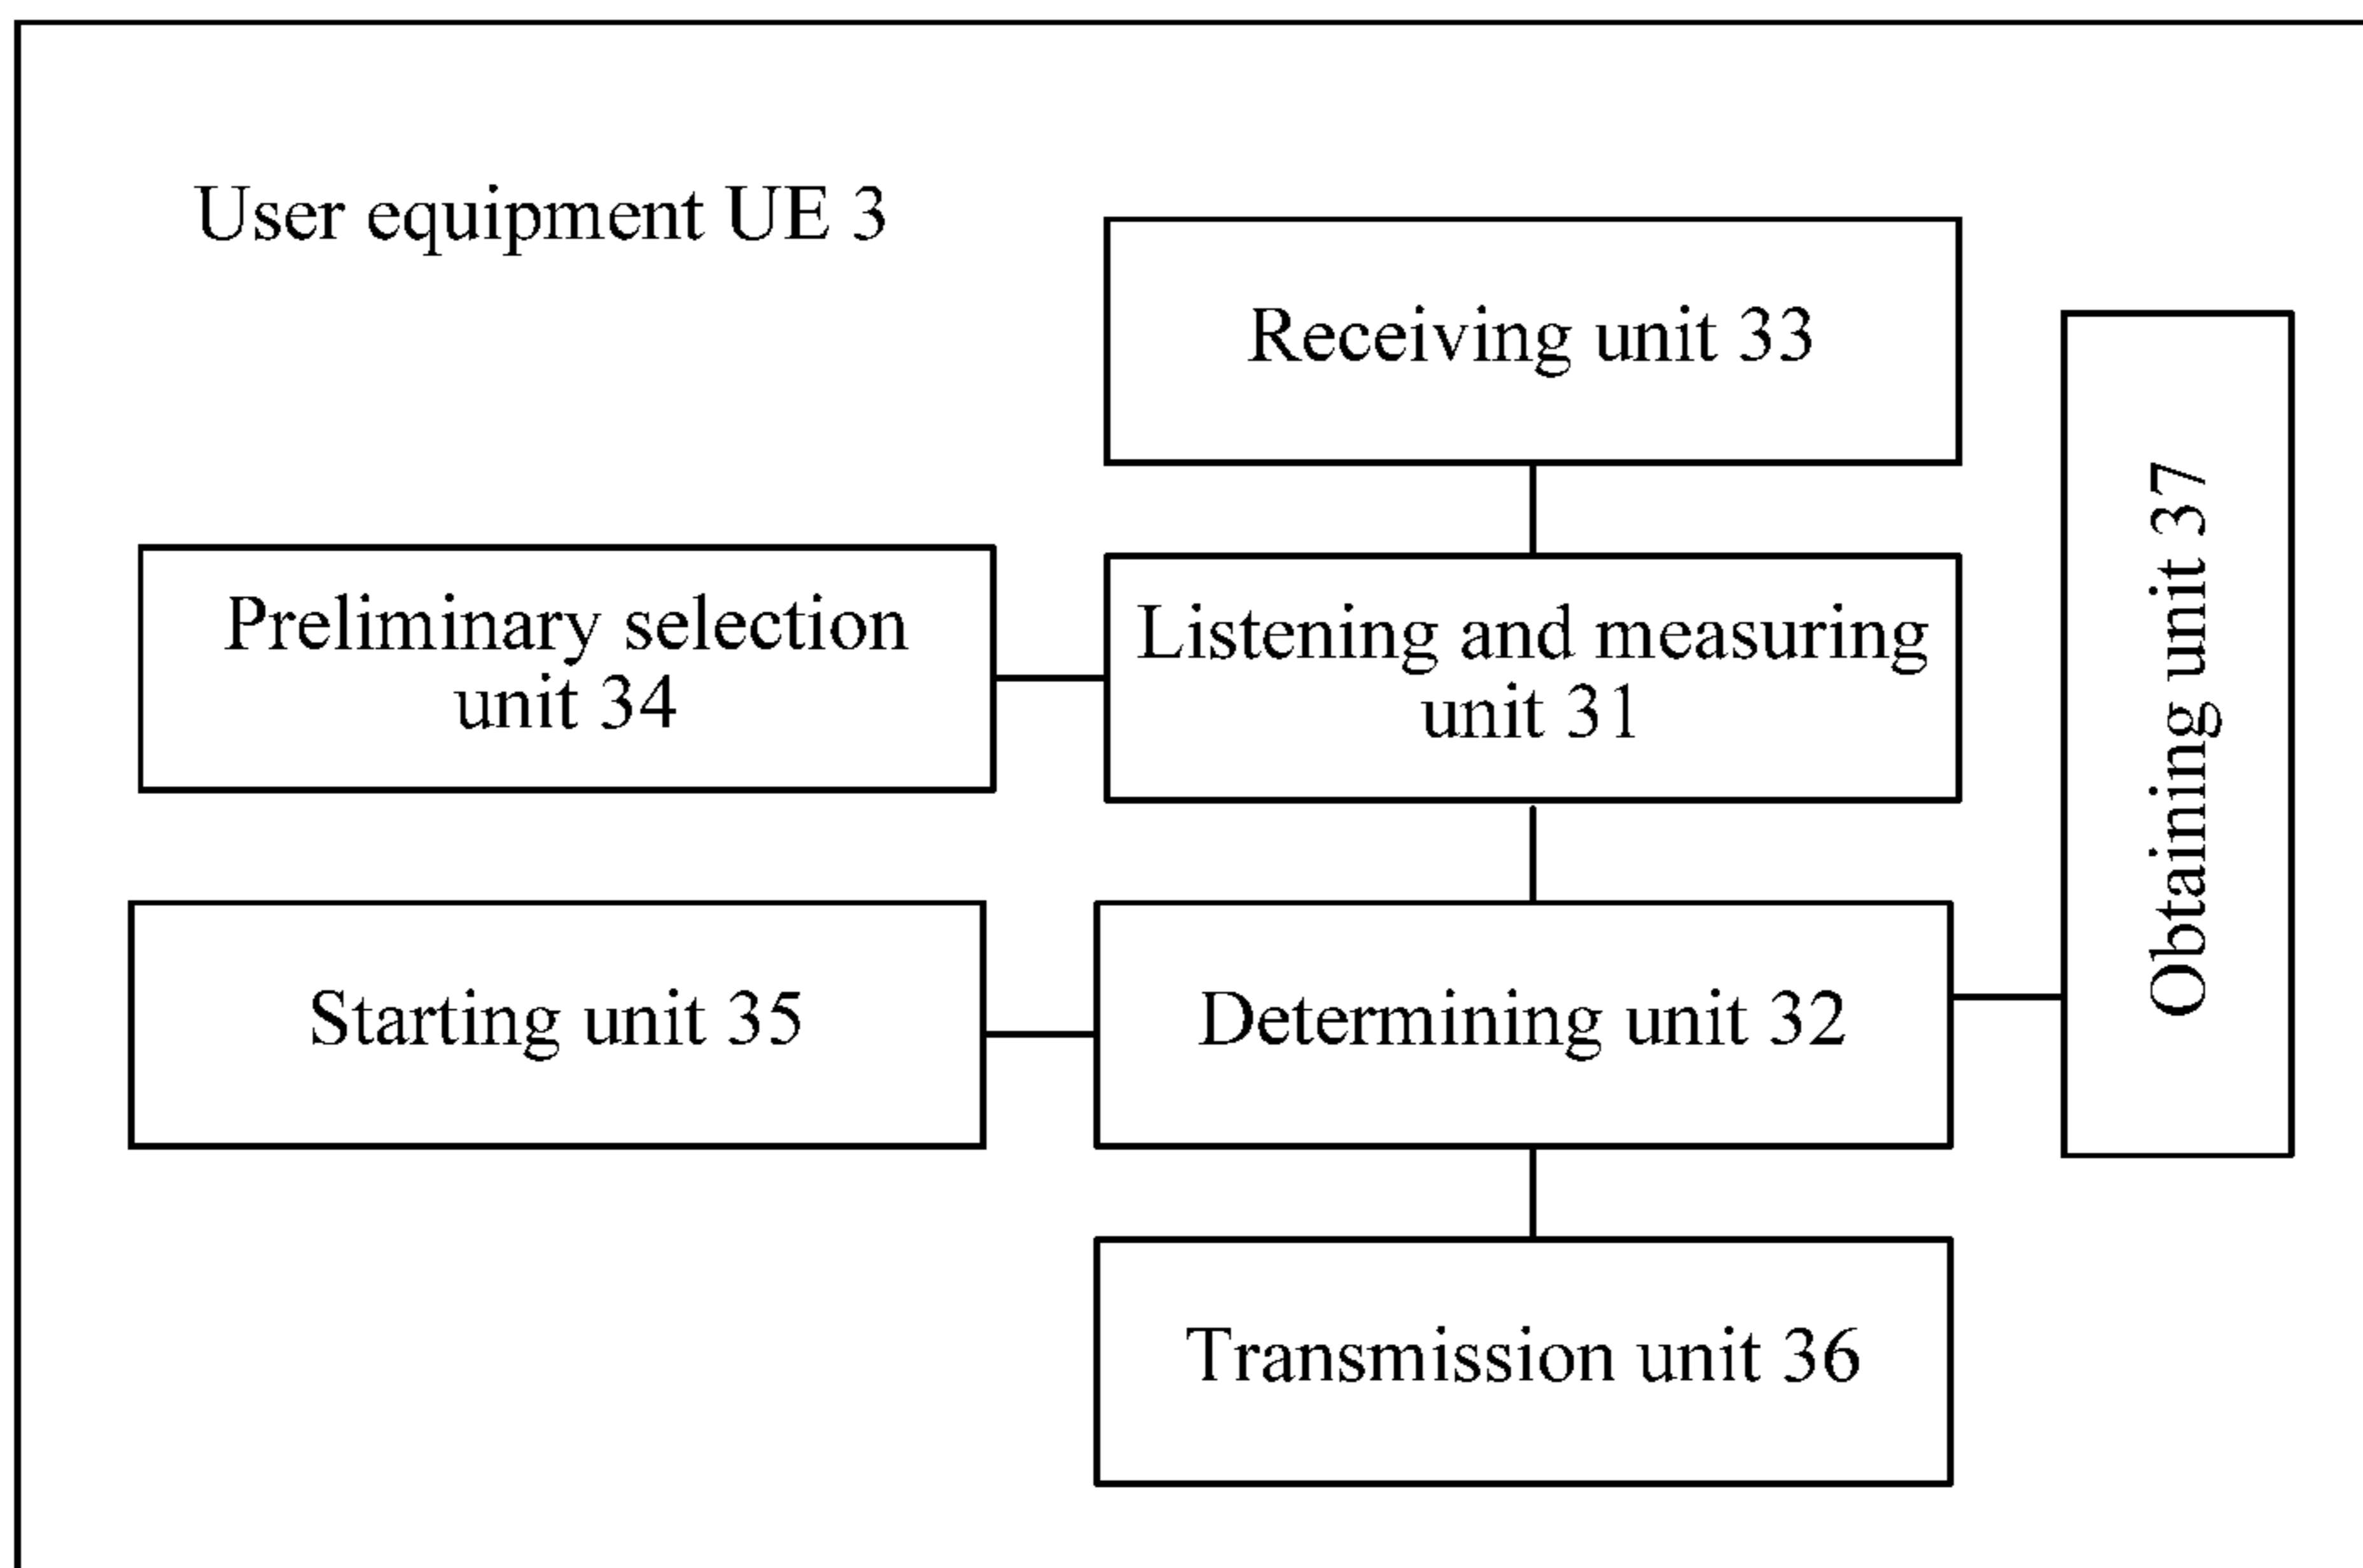 User equipment UE 3
Receiving unit 33
Preliminary selection
unit 34
Listening and measuring
unit 31
Obtaining unit 37
Starting unit 35
Determining unit 32
Transmission unit 36